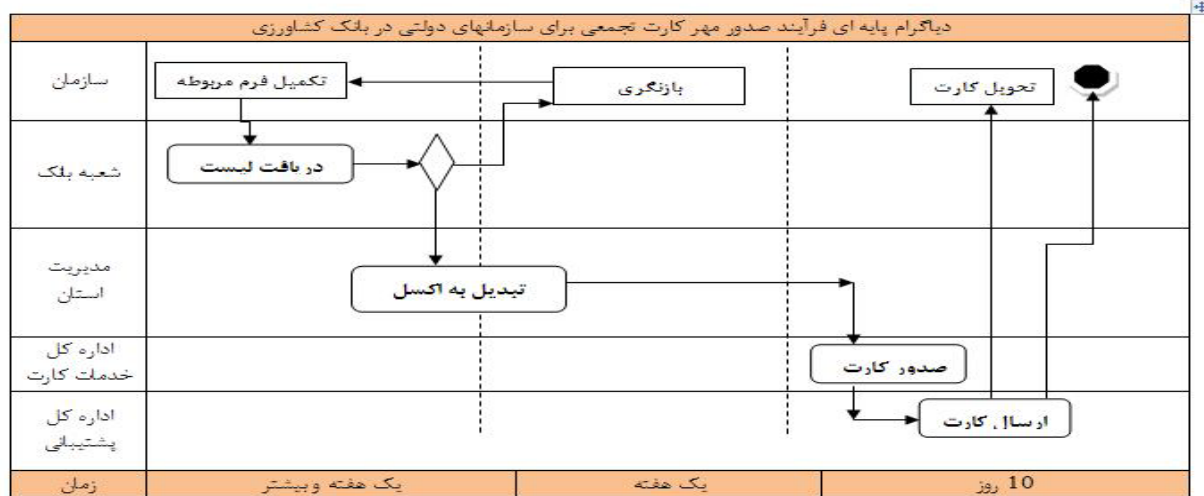 دیاگرام پایه ای فرآیند صدور مهر کارت تجمعی برای سازمانهای دولتی در بانک کشاورزی
سازمان
تکمیل فرم مربوطه
بازنگری
تحویل کارت
شعبه بانک
دریافت لیست
مدیریت
استان
تبدیل به اکسل
اداره کل
خدمات کارت
صدور کارت
اداره کل
پشتیبانی
ارسال کارت
زمان
یک هفته وبیشتر
یک هفته
10 روز